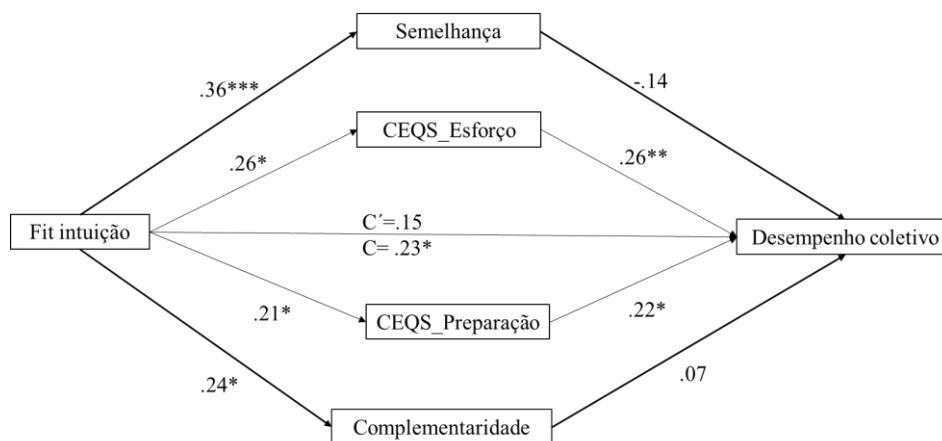 Semelhança
.36***
-.14
CEQS_Esforço
.26*
.26**
C´=.15
Fit intuição
Desempenho coletivo
C= .23*
.21*
CEQS_Preparação
.22*
.24*
.07
Complementaridade